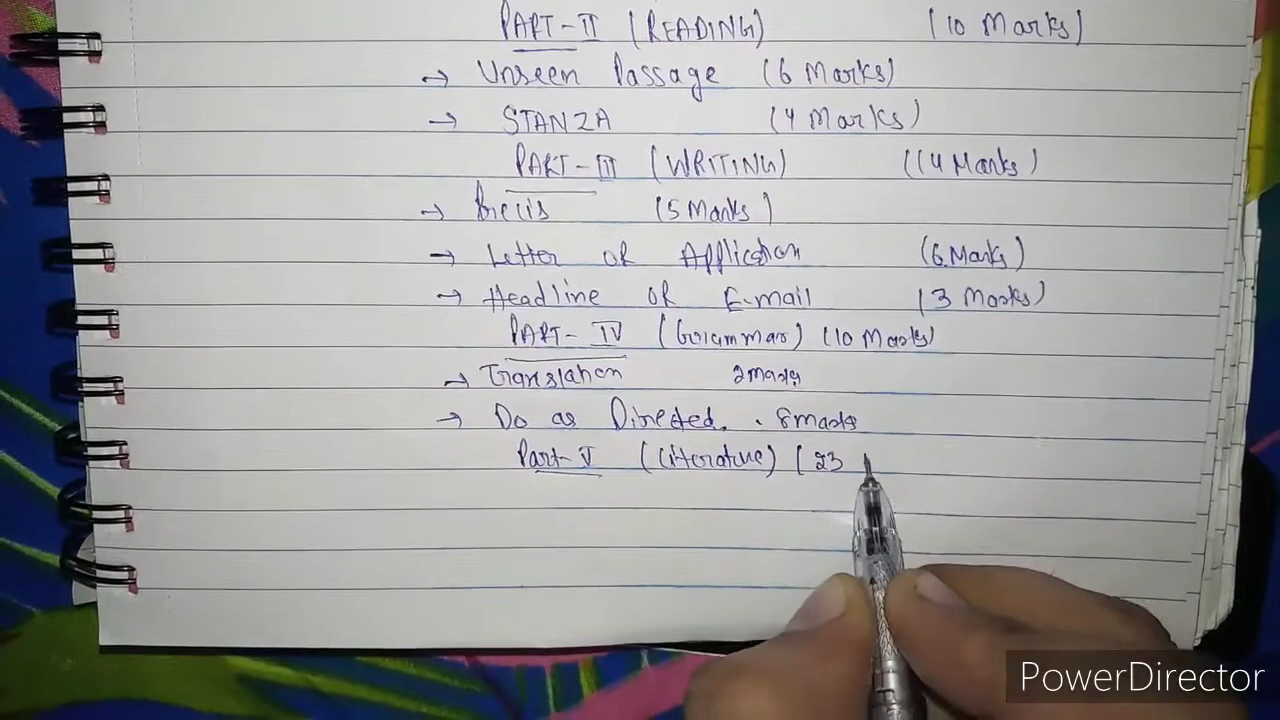 PART-II (READING) (10 Marks)
→ Unseen Passage (6 Marks)
→ STANZA (4 Marks)
PART-III (WRITING) (14 Marks)
→ Precis (5 Marks)
→ Letter OR Application (6 Marks)
→ Headline OR E-mail (3 Marks)
PART-IV (Grammar) (10 Marks)
→ Translation 2 marks
→ Do as Directed. 8 marks
Part-V (Literature) (23
PowerDirector